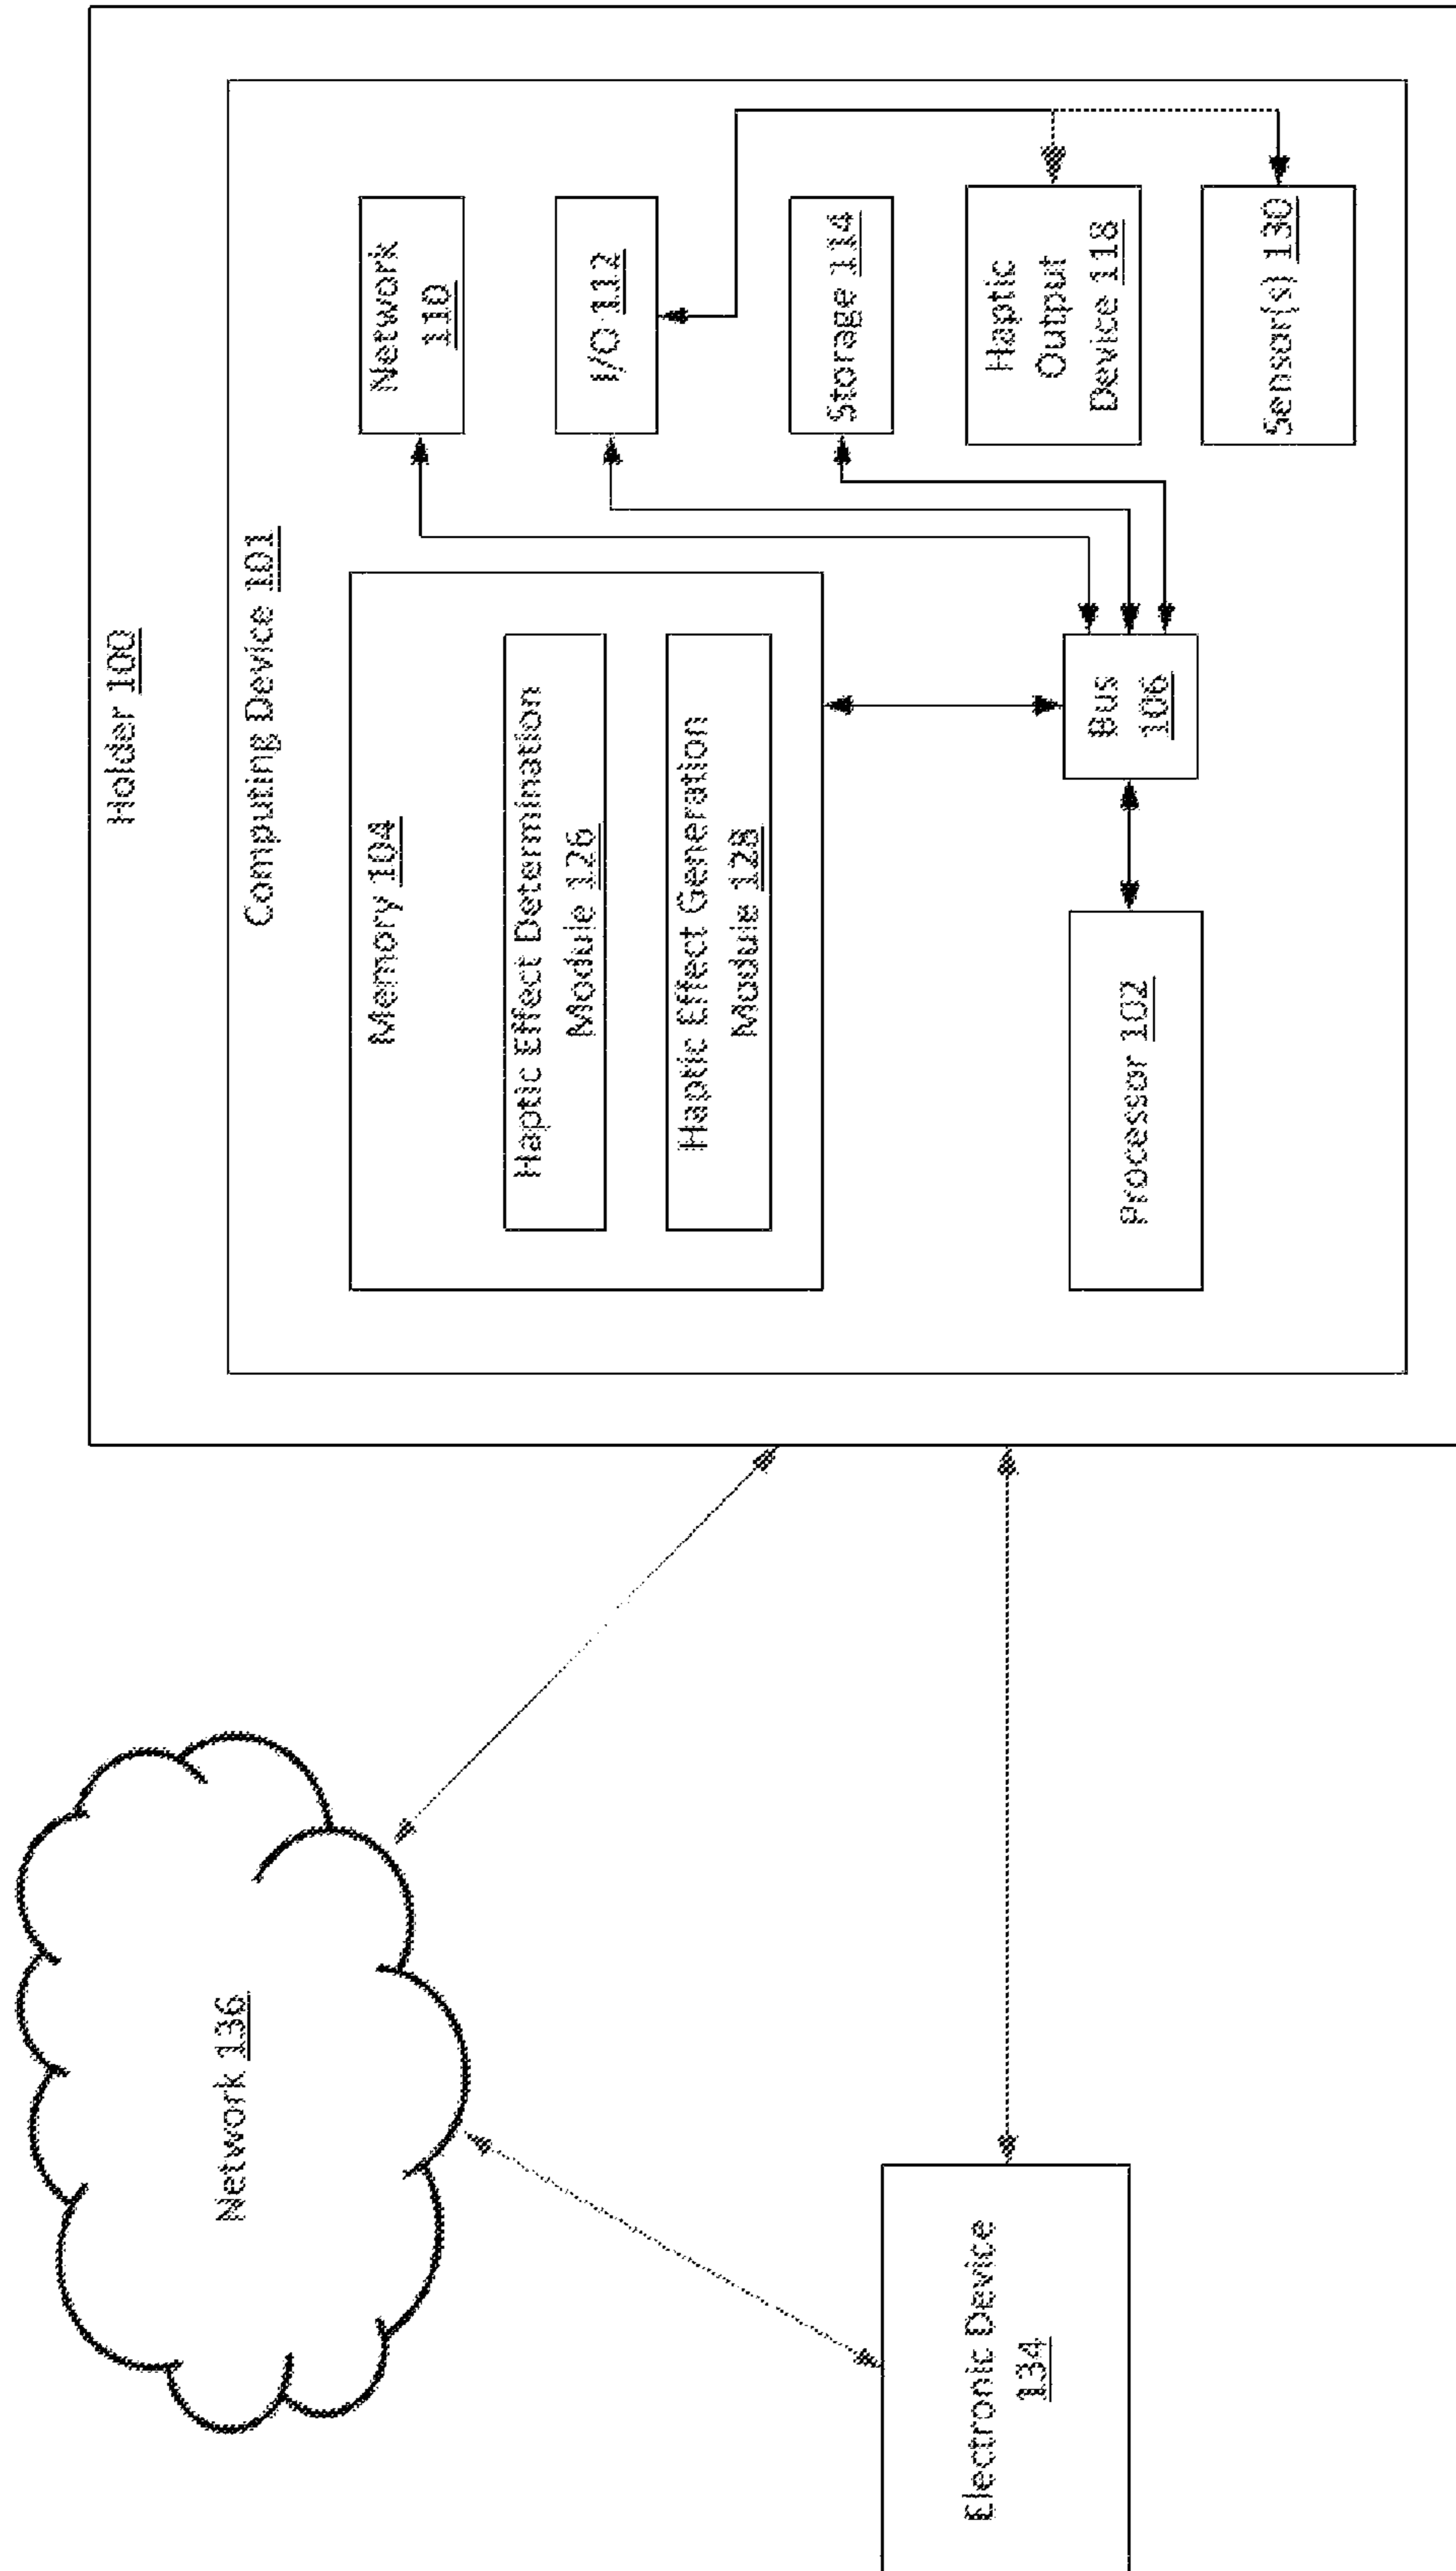 Holder 100
Computing Device 101
Memory 104
Haptic Effect Determination
Module 126
Haptic Effect Generation
Module 128
Network
110
I/O 112
Storage 114
Haptic
Output
Device 118
Sensor(s) 130
Bus
106
Processor 102
Network 136
Electronic Device
134